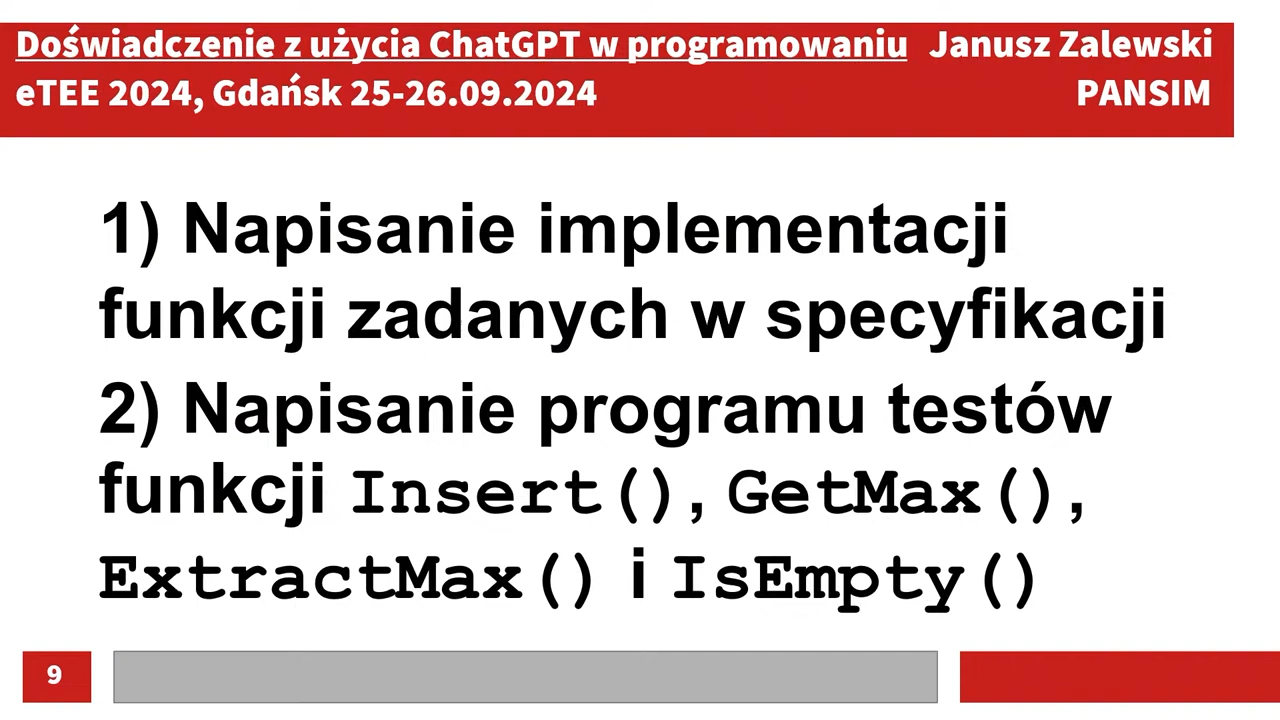 Doświadczenie z użycia ChatGPT w programowaniu Janusz Zalewski
eTEE 2024, Gdańsk 25-26.09.2024 PANSIM
1) Napisanie implementacji
funkcji zadanych w specyfikacji
2) Napisanie programu testów
funkcji Insert(), GetMax(),
ExtractMax() i IsEmpty()
9